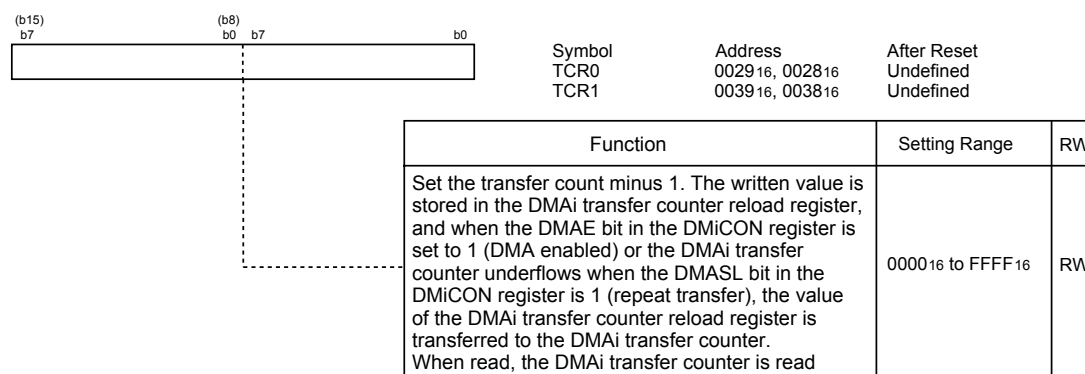 (b15) (b8)
b7 b0 b7 b0
Symbol Address After Reset
TCR0 002916, 002816 Undefined
TCR1 003916, 003816 Undefined
Function Setting Range RW
Set the transfer count minus 1. The written value is
stored in the DMAi transfer counter reload register,
and when the DMAE bit in the DMiCON register is
set to 1 (DMA enabled) or the DMAi transfer
counter underflows when the DMASL bit in the
DMiCON register is 1 (repeat transfer), the value
of the DMAi transfer counter reload register is
transferred to the DMAi transfer counter.
When read, the DMAi transfer counter is read
000016 to FFFF16 RW